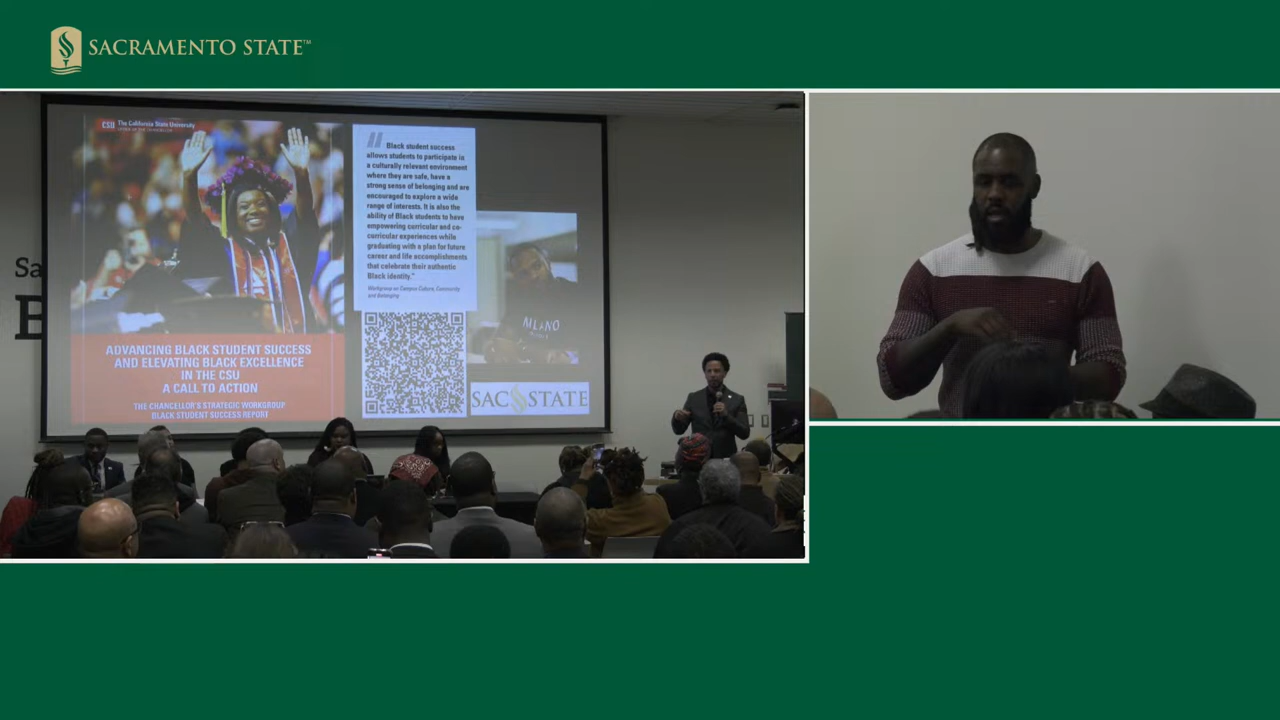 SACRAMENTO STATE™
CSU The California State University
Black student success
allows students to participate in
a culturally relevant environment
where they are safe, have a
strong sense of belonging and are
encouraged to explore a wide
range of interests. It is also the
ability of Black students to have
empowering curricular and co-
curricular experiences while
graduating with a plan for future
career and life accomplishments
that celebrate their authentic
Black identity."
Workgroup on Campus Culture, Community
and Belonging
Sa
B
MILANO
ADVANCING BLACK STUDENT SUCCESS
AND ELEVATING BLACK EXCELLENCE
IN THE CSU
A CALL TO ACTION
THE CHANCELLOR'S STRATEGIC WORKGROUP
BLACK STUDENT SUCCESS REPORT
SAC STATE